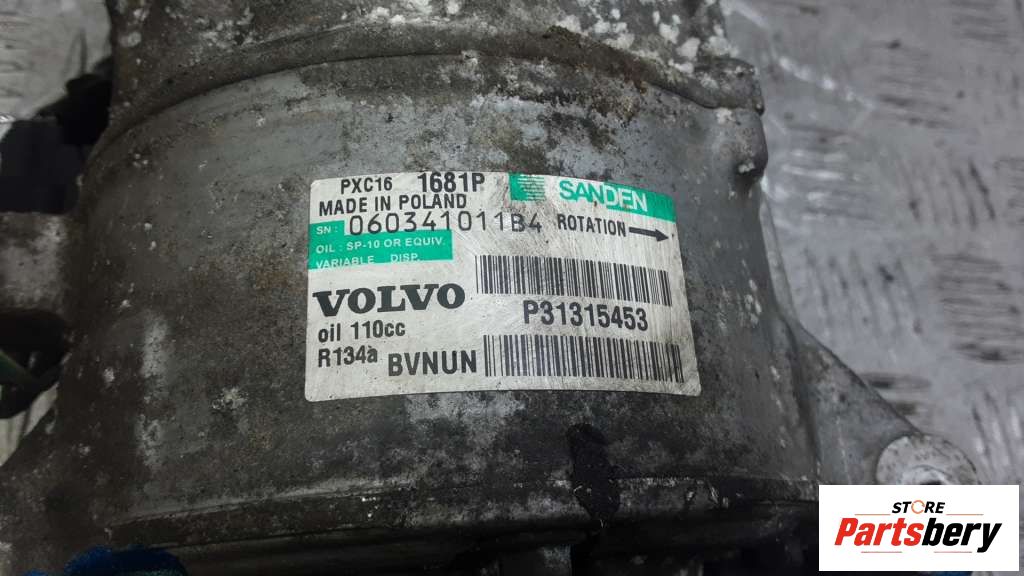 PXC16 1681P SANDEN
MADE IN POLAND
SN: 060341011B4 ROTATION
OIL : SP-10 OR EQUIV.
VARIABLE DISP.
VOLVO
P31315453
oil 110cc
R134a BVNUN
STORE
Partsbery